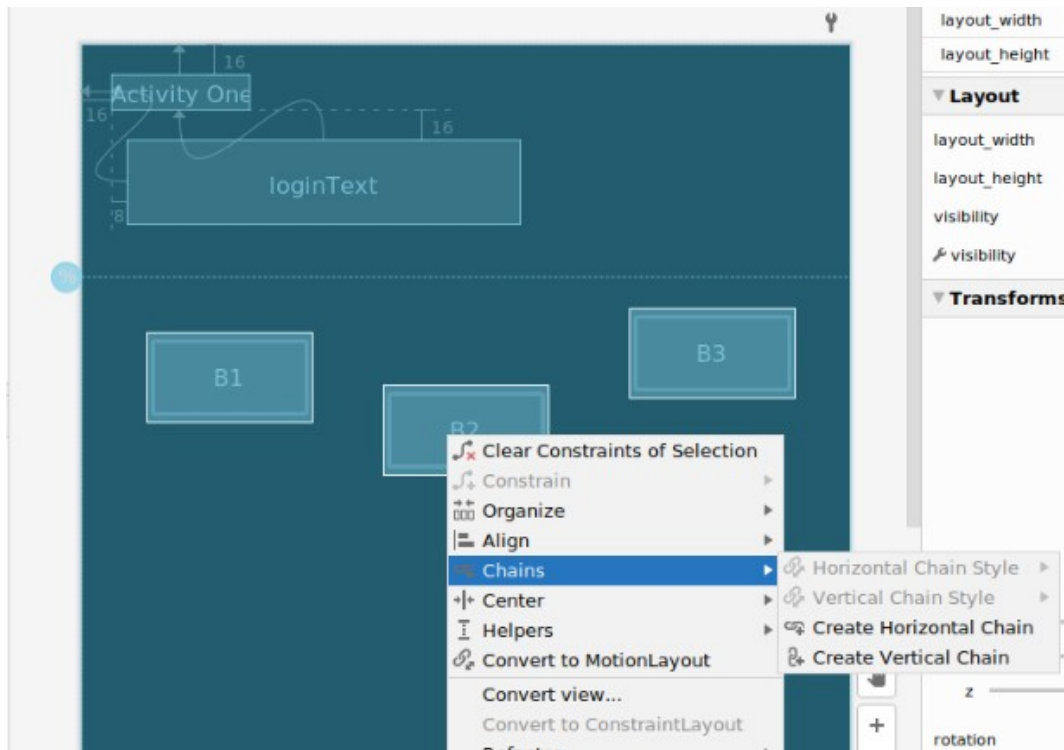 layout_width
16
layout_height
Activity One
16
Layout
16
layout_width
loginText
layout_height
8
visibility
visibility
%
Transforms
B3
B1
B2
Clear Constraints of Selection
Constrain
Organize
Align
Chains
Horizontal Chain Style
Vertical Chain Style
Create Horizontal Chain
Create Vertical Chain
Center
Helpers
Convert to MotionLayout
Convert view...
Convert to ConstraintLayout
Refactor
z
rotation